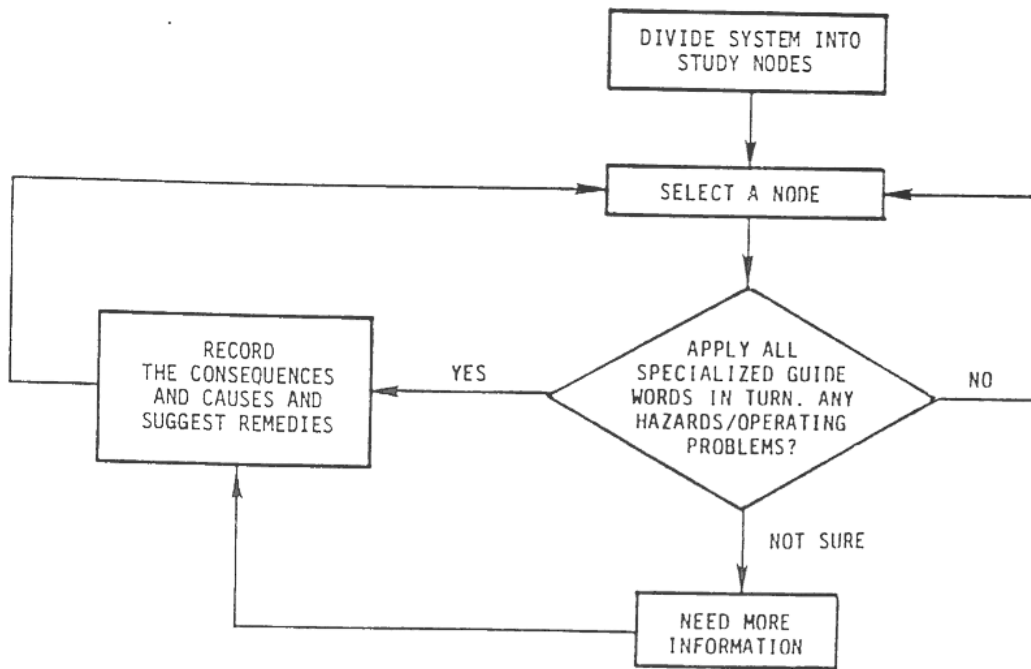 DIVIDE SYSTEM INTO
STUDY NODES
SELECT A NODE
APPLY ALL
SPECIALIZED GUIDE
WORDS IN TURN. ANY
HAZARDS/OPERATING
PROBLEMS?
YES
NO
RECORD
THE CONSEQUENCES
AND CAUSES AND
SUGGEST REMEDIES
NOT SURE
NEED MORE
INFORMATION